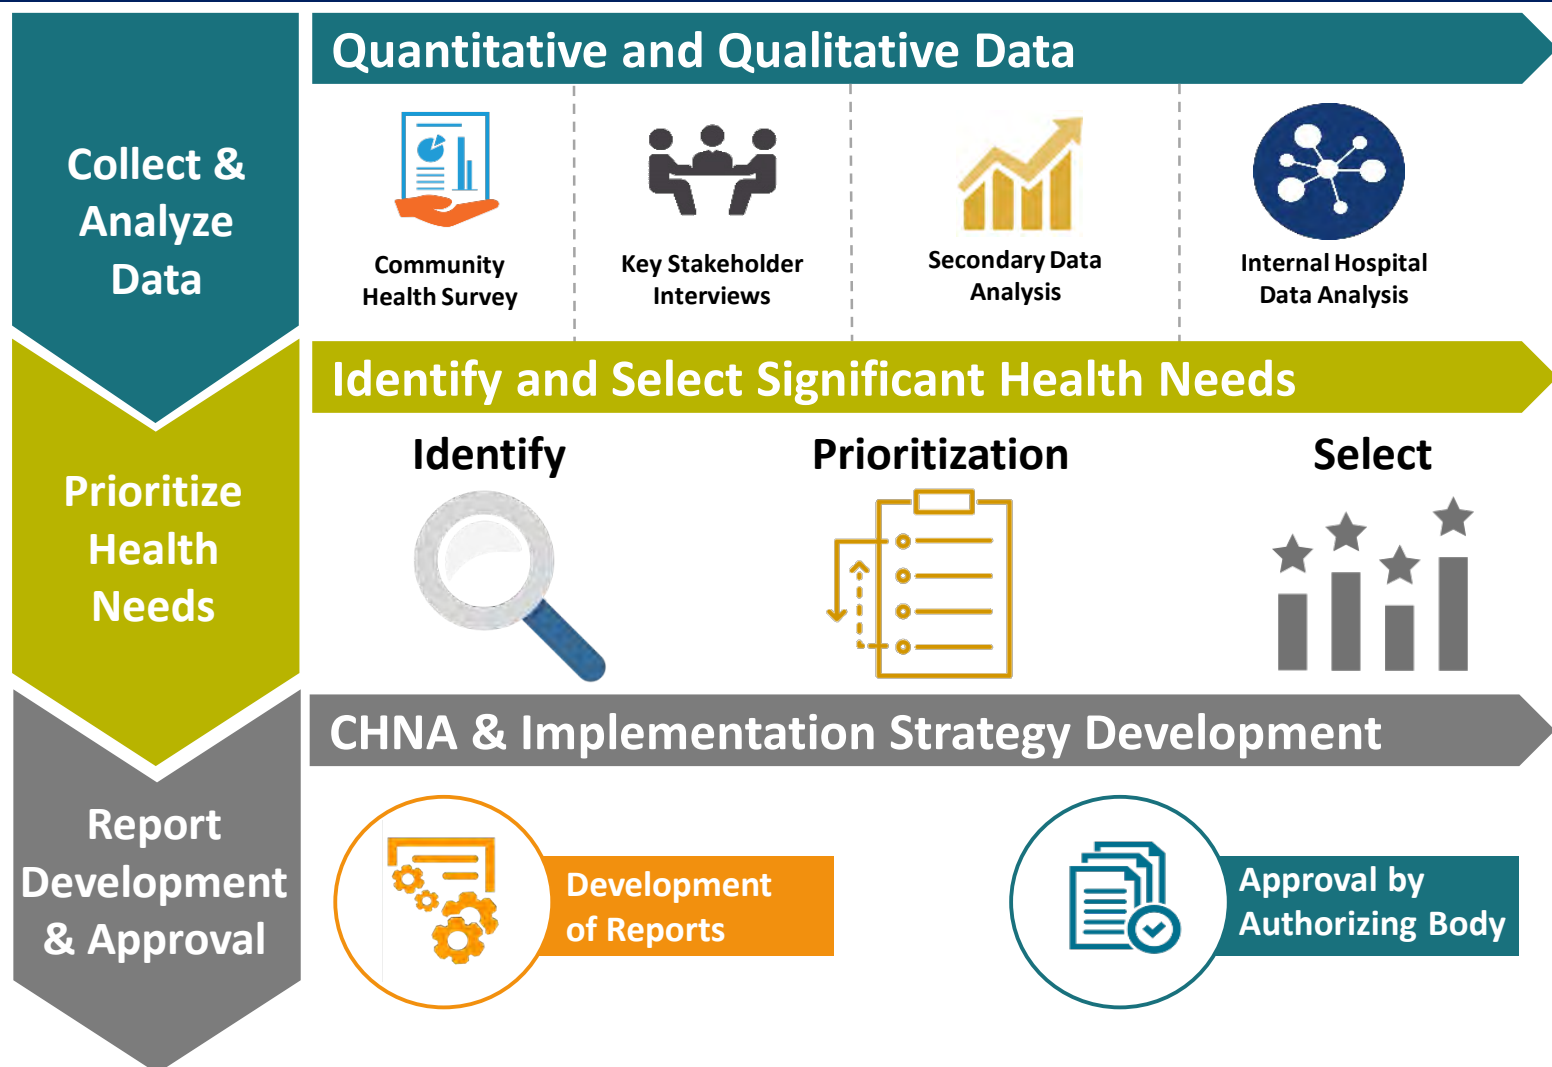 Collect &
Analyze
Data
Quantitative and Qualitative Data
Community
Health Survey
Key Stakeholder
Interviews
Secondary Data
Analysis
Internal Hospital
Data Analysis
Prioritize
Health
Needs
Identify and Select Significant Health Needs
Identify
Prioritization
Select
Report
Development
& Approval
CHNA & Implementation Strategy Development
Development
of Reports
Approval by
Authorizing Body